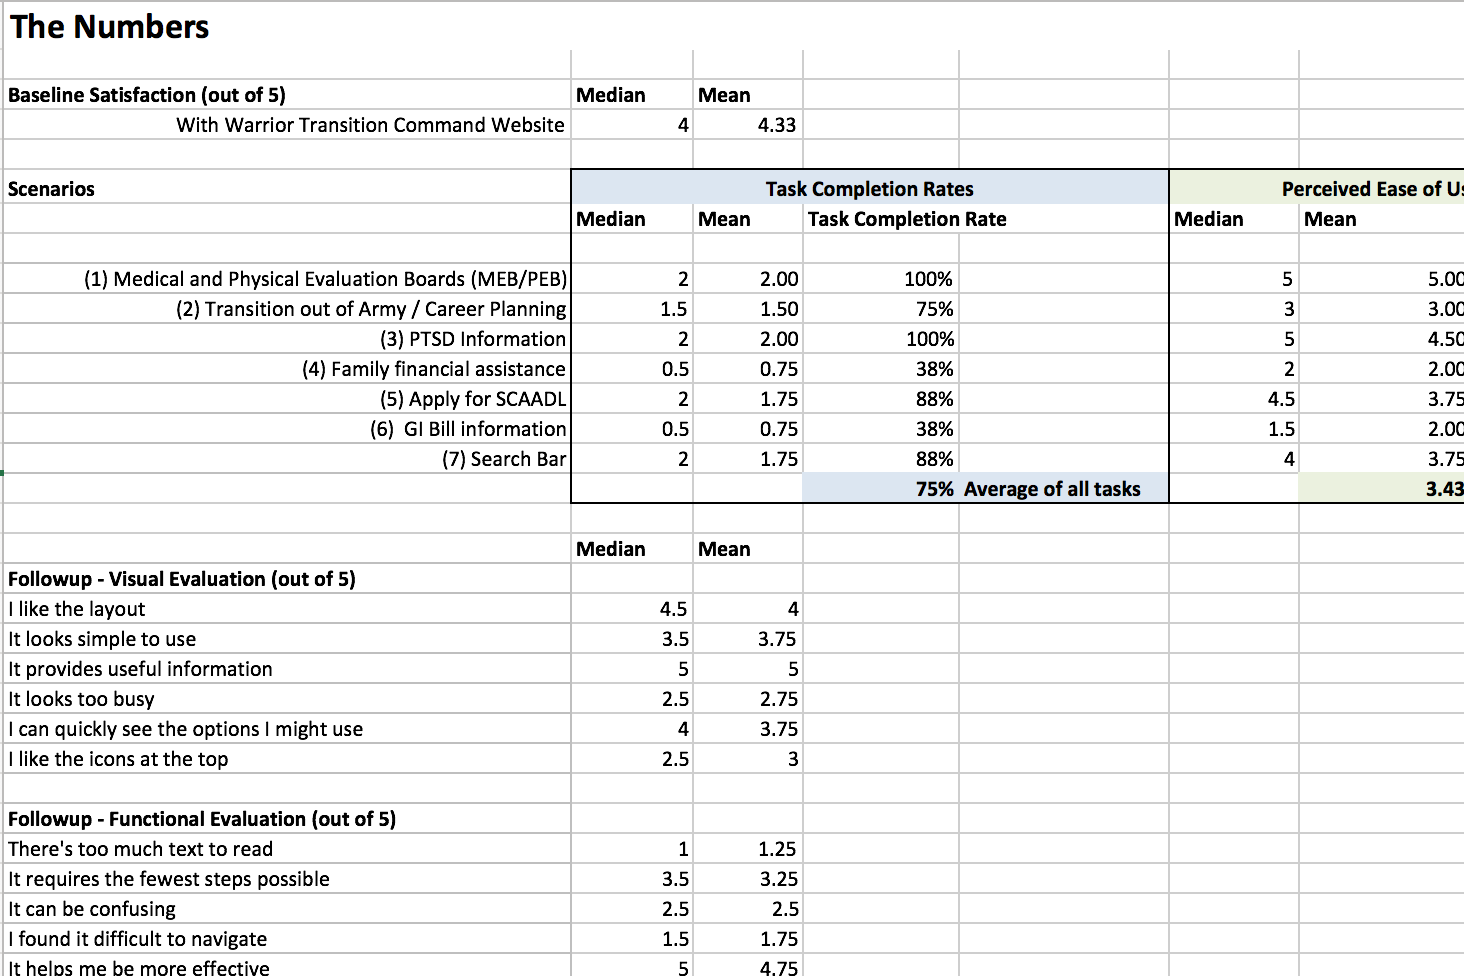 The Numbers
Baseline Satisfaction (out of 5) Median Mean
With Warrior Transition Command Website 4 4.33
Scenarios Task Completion Rates Perceived Ease of
Median Mean Task Completion Rate Median Mean
(1) Medical and Physical Evaluation Boards (MEB/PEB) 2 2.00 100% 5 5.00
(2) Transition out of Army / Career Planning 1.5 1.50 75% 3 3.00
(3) PTSD Information 2 2.00 100% 5 4.50
(4) Family financial assistance 0.5 0.75 38% 2 2.00
(5) Apply for SCAADL 2 1.75 88% 4.5 3.75
(6) GI Bill information 0.5 0.75 38% 1.5 2.00
(7) Search Bar 2 1.75 88% 4 3.75
75% Average of all tasks 3.43
Median Mean
Followup - Visual Evaluation (out of 5)
I like the layout 4.5 4
It looks simple to use 3.5 3.75
It provides useful information 5 5
It looks too busy 2.5 2.75
I can quickly see the options I might use 4 3.75
I like the icons at the top 2.5 3
Followup - Functional Evaluation (out of 5)
There's too much text to read 1 1.25
It requires the fewest steps possible 3.5 3.25
It can be confusing 2.5 2.5
I found it difficult to navigate 1.5 1.75
It helps me be more effective 5 4.75